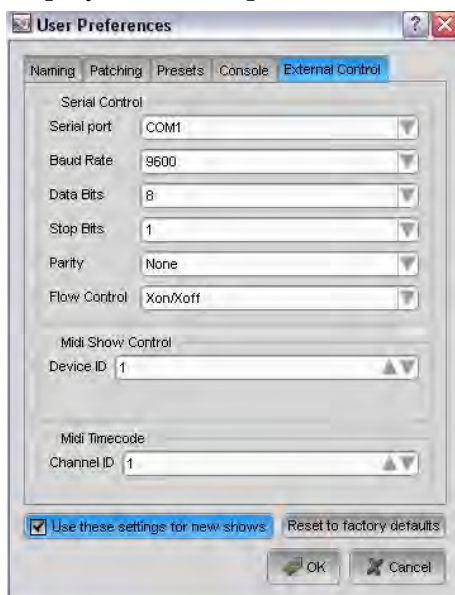 User Preferences
Naming Patching Presets Console External Control
Serial Control
Serial port COM1
Baud Rate 9600
Data Bits 8
Stop Bits 1
Parity None
Flow Control Xon/Xoff
Midi Show Control
Device ID 1
Midi Timecode
Channel ID 1
Use these settings for new shows Reset to factory defaults
OK Cancel